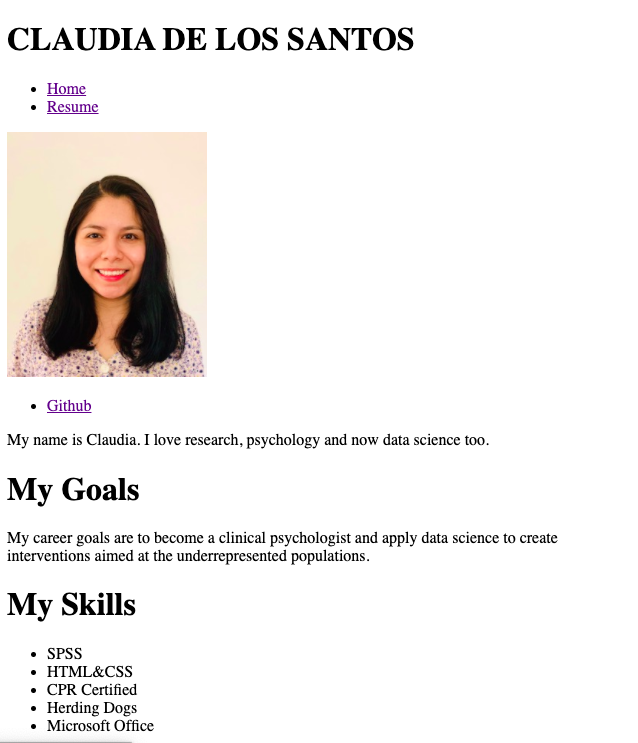 CLAUDIA DE LOS SANTOS
Home
Resume
Github
My name is Claudia. I love research, psychology and now data science too.
My Goals
My career goals are to become a clinical psychologist and apply data science to create
interventions aimed at the underrepresented populations.
My Skills
SPSS
HTML&CSS
CPR Certified
Herding Dogs
Microsoft Office